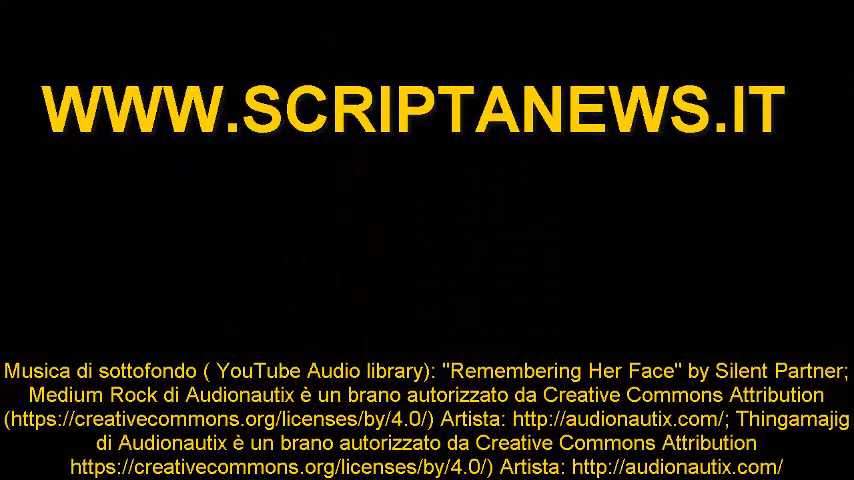 WWW.SCRIPTANEWS.IT
Musica di sottofondo ( YouTube Audio library): "Remembering Her Face" by Silent Partner;
Medium Rock di Audionautix è un brano autorizzato da Creative Commons Attribution
(https://creativecommons.org/licenses/by/4.0/) Artista: http://audionautix.com/; Thingamajig
di Audionautix è un brano autorizzato da Creative Commons Attribution
https://creativecommons.org/licenses/by/4.0/) Artista: http://audionautix.com/